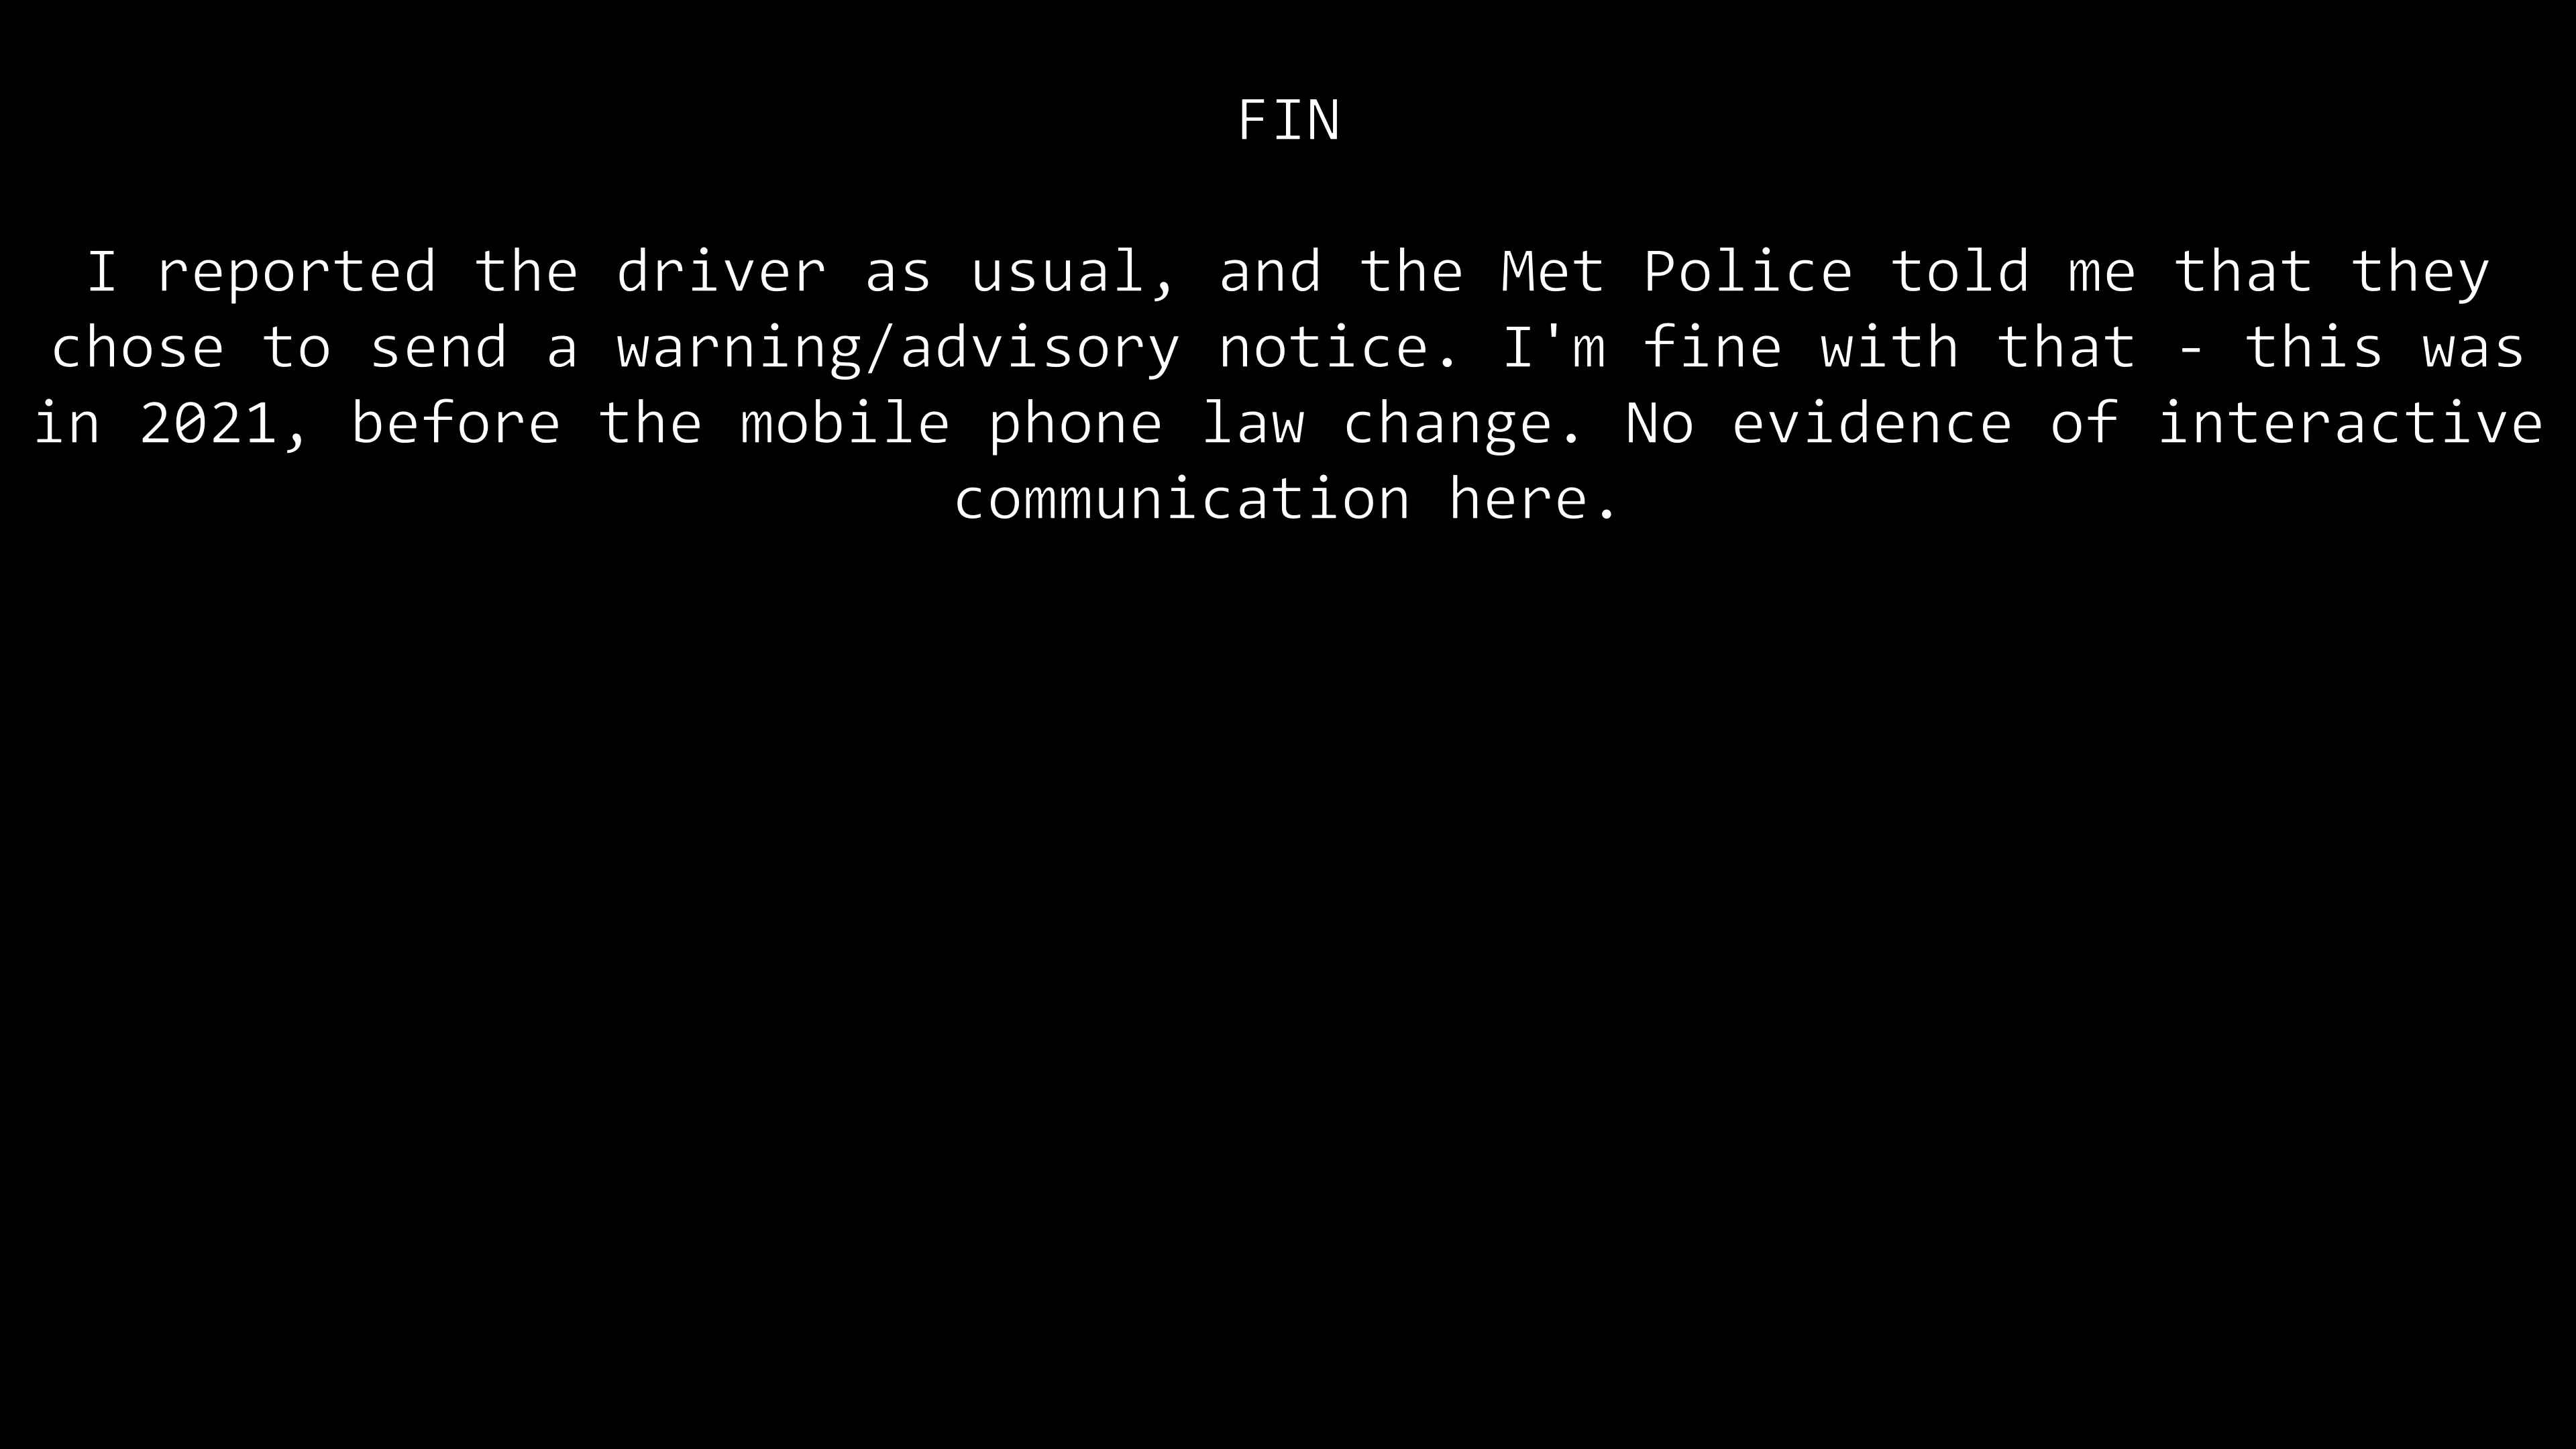 FIN
I reported the driver as usual, and the Met Police told me that they
chose to send a warning/advisory notice. I'm fine with that - this was
in 2021, before the mobile phone law change. No evidence of interactive
communication here.